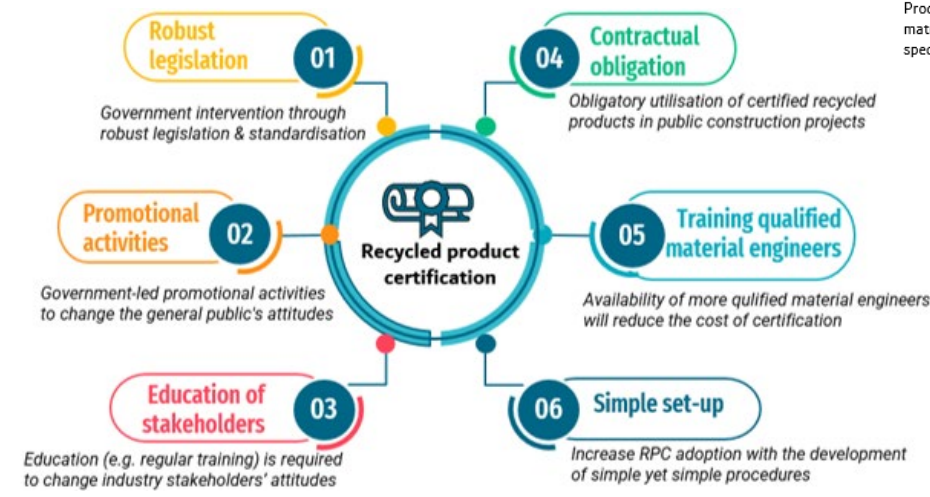 Robust
legislation
01
Government intervention through
robust legislation & standardisation
Promotional
activities
02
Government-led promotional activities
to change the general public's attitudes
Education of
stakeholders
03
Education (e.g. regular training) is required
to change industry stakeholders' attitudes
Recycled product
certification
04
Contractual
obligation
Obligatory utilisation of certified recycled
products in public construction projects
05
Training qualified
material engineers
Availability of more qulified material engineers
will reduce the cost of certification
06
Simple set-up
Increase RPC adoption with the development
of simple yet simple procedures